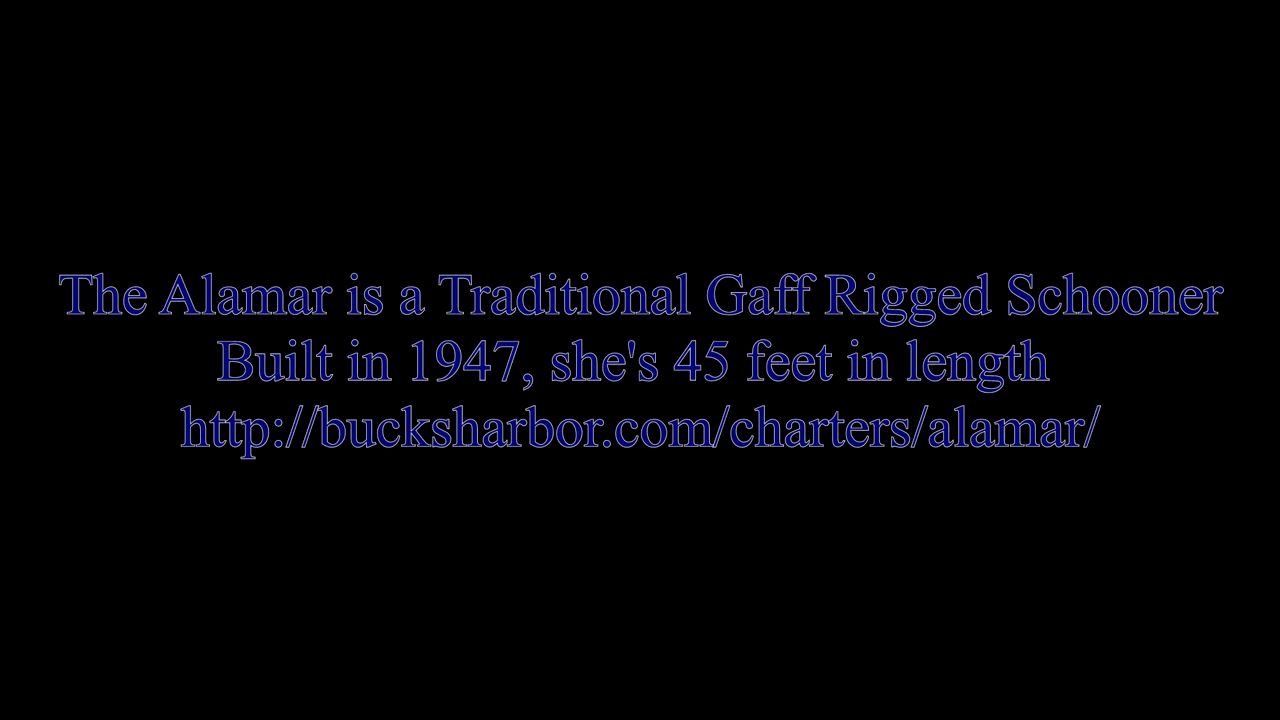 The Alamar is a Traditional Gaff Rigged Schooner
Built in 1947, she's 45 feet in length
http://bucksharbor.com/charters/alamar/